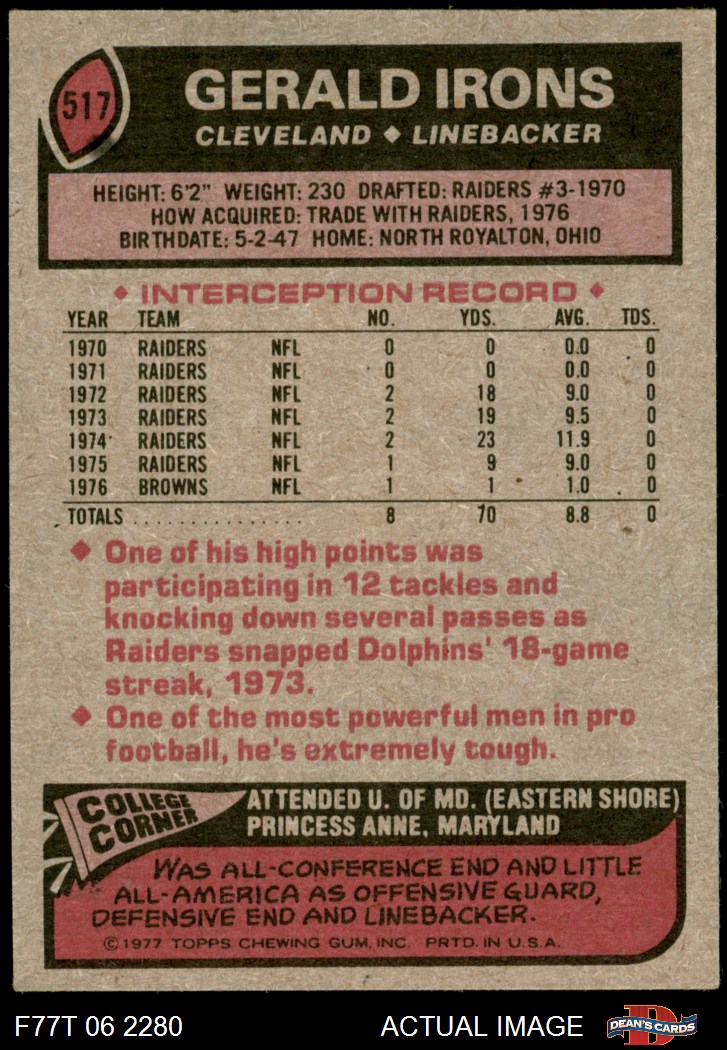 517
GERALD IRONS
CLEVELAND ◆ LINEBACKER
HEIGHT: 6'2" WEIGHT: 230 DRAFTED: RAIDERS #3-1970
HOW ACQUIRED: TRADE WITH RAIDERS, 1976
BIRTHDATE: 5-2-47 HOME: NORTH ROYALTON, OHIO
◆ INTERCEPTION RECORD ◆
YEAR TEAM NO. YDS. AVG. TDS.
1970 RAIDERS NFL 0 0 0.0 0
1971 RAIDERS NFL 0 0 0.0 0
1972 RAIDERS NFL 2 18 9.0 0
1973 RAIDERS NFL 2 19 9.5 0
1974 RAIDERS NFL 2 23 11.9 0
1975 RAIDERS NFL 1 9 9.0 0
1976 BROWNS NFL 1 1 1.0 0
TOTALS ................ 8 70 8.8 0
◆ One of his high points was
participating in 12 tackles and
knocking down several passes as
Raiders snapped Dolphins' 18-game
streak, 1973.
◆ One of the most powerful men in pro
football, he's extremely tough.
COLLEGE
CORNER
ATTENDED U. OF MD. (EASTERN SHORE)
PRINCESS ANNE, MARYLAND
WAS ALL-CONFERENCE END AND LITTLE
ALL-AMERICA AS OFFENSIVE GUARD,
DEFENSIVE END AND LINEBACKER.
©1977 TOPPS CHEWING GUM, INC. PRTD. IN U.S.A.
F77T 06 2280 ACTUAL IMAGE
D
DEAN'S CARDS